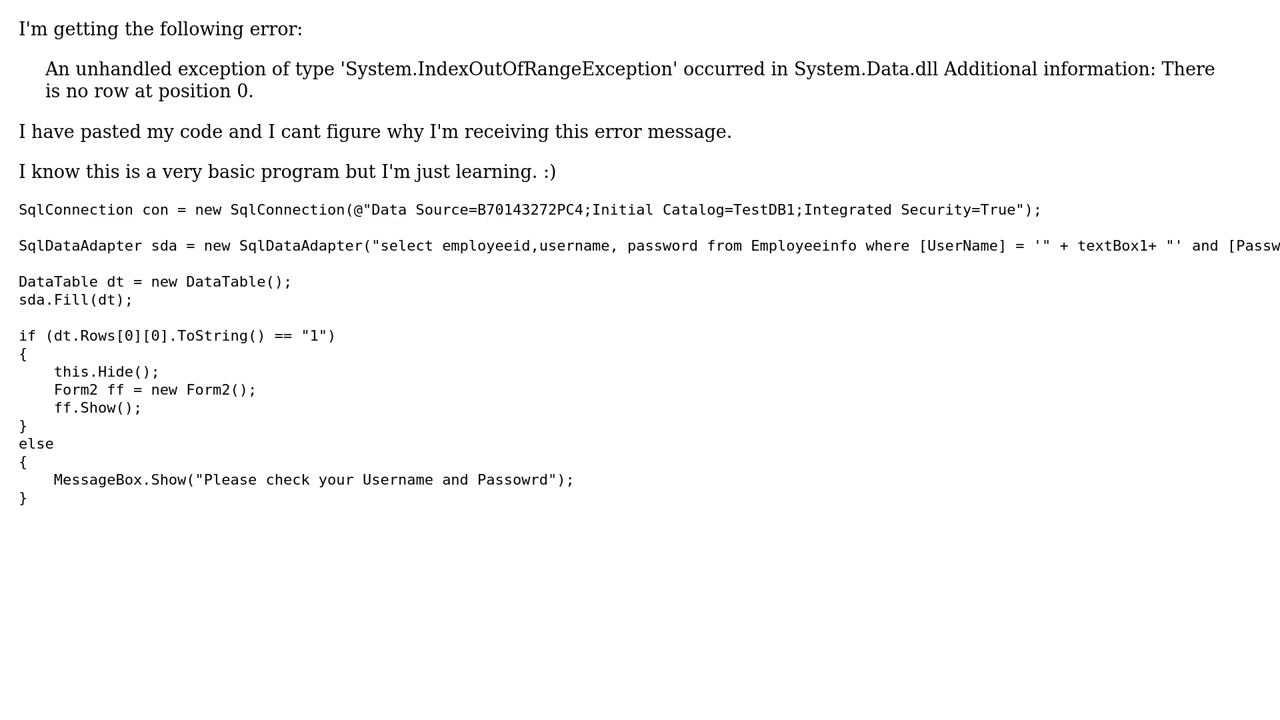 I'm getting the following error:
An unhandled exception of type 'System.IndexOutOfRangeException' occurred in System.Data.dll Additional information: There
is no row at position 0.
I have pasted my code and I cant figure why I'm receiving this error message.
I know this is a very basic program but I'm just learning. :)
SqlConnection con = new SqlConnection(@"Data Source=B70143272PC4;Initial Catalog=TestDB1;Integrated Security=True");
SqlDataAdapter sda = new SqlDataAdapter("select employeeid,username, password from Employeeinfo where [UserName] = '" + textBox1+ "' and [Passw
DataTable dt = new DataTable();
sda.Fill(dt);
if (dt.Rows[0][0].ToString() == "1")
{
    this.Hide();
    Form2 ff = new Form2();
    ff.Show();
}
else
{
    MessageBox.Show("Please check your Username and Passowrd");
}